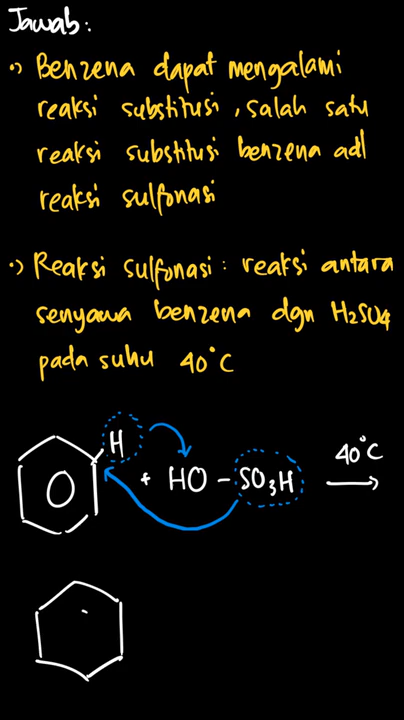 Jawab:
•) Benzena dapat mengalami
reaksi substitusi, salah satu
reaksi substitusi benzena adl
reaksi sulfonasi
•) Reaksi sulfonasi: reaksi antara
senyawa benzena dgn H₂SO₄
pada suhu 40°C
H + HO - SO₃H 40°C